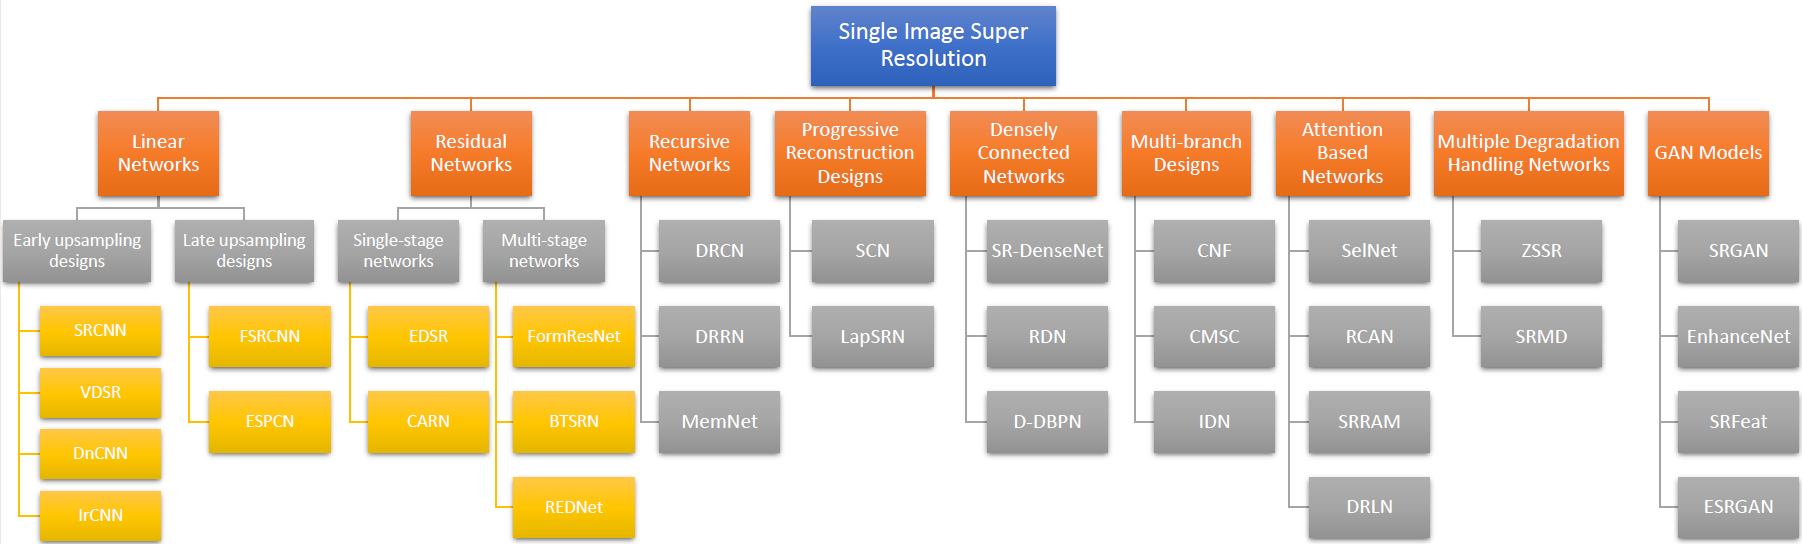 Single Image Super
Resolution
Linear
Networks
Residual
Networks
Recursive
Networks
Progressive
Reconstruction
Designs
Densely
Connected
Networks
Multi-branch
Designs
Attention
Based
Networks
Multiple Degradation
Handling Networks
GAN Models
Early upsampling
designs
Late upsampling
designs
Single-stage
networks
Multi-stage
networks
SRCNN
VDSR
DnCNN
IrCNN
FSRCNN
ESPCN
EDSR
CARN
FormResNet
BTSRN
REDNet
DRCN
DRRN
MemNet
SCN
LapSRN
SR-DenseNet
RDN
D-DBPN
CNF
CMSC
IDN
SelNet
RCAN
SRRAM
DRLN
ZSSR
SRMD
SRGAN
EnhanceNet
SRFeat
ESRGAN